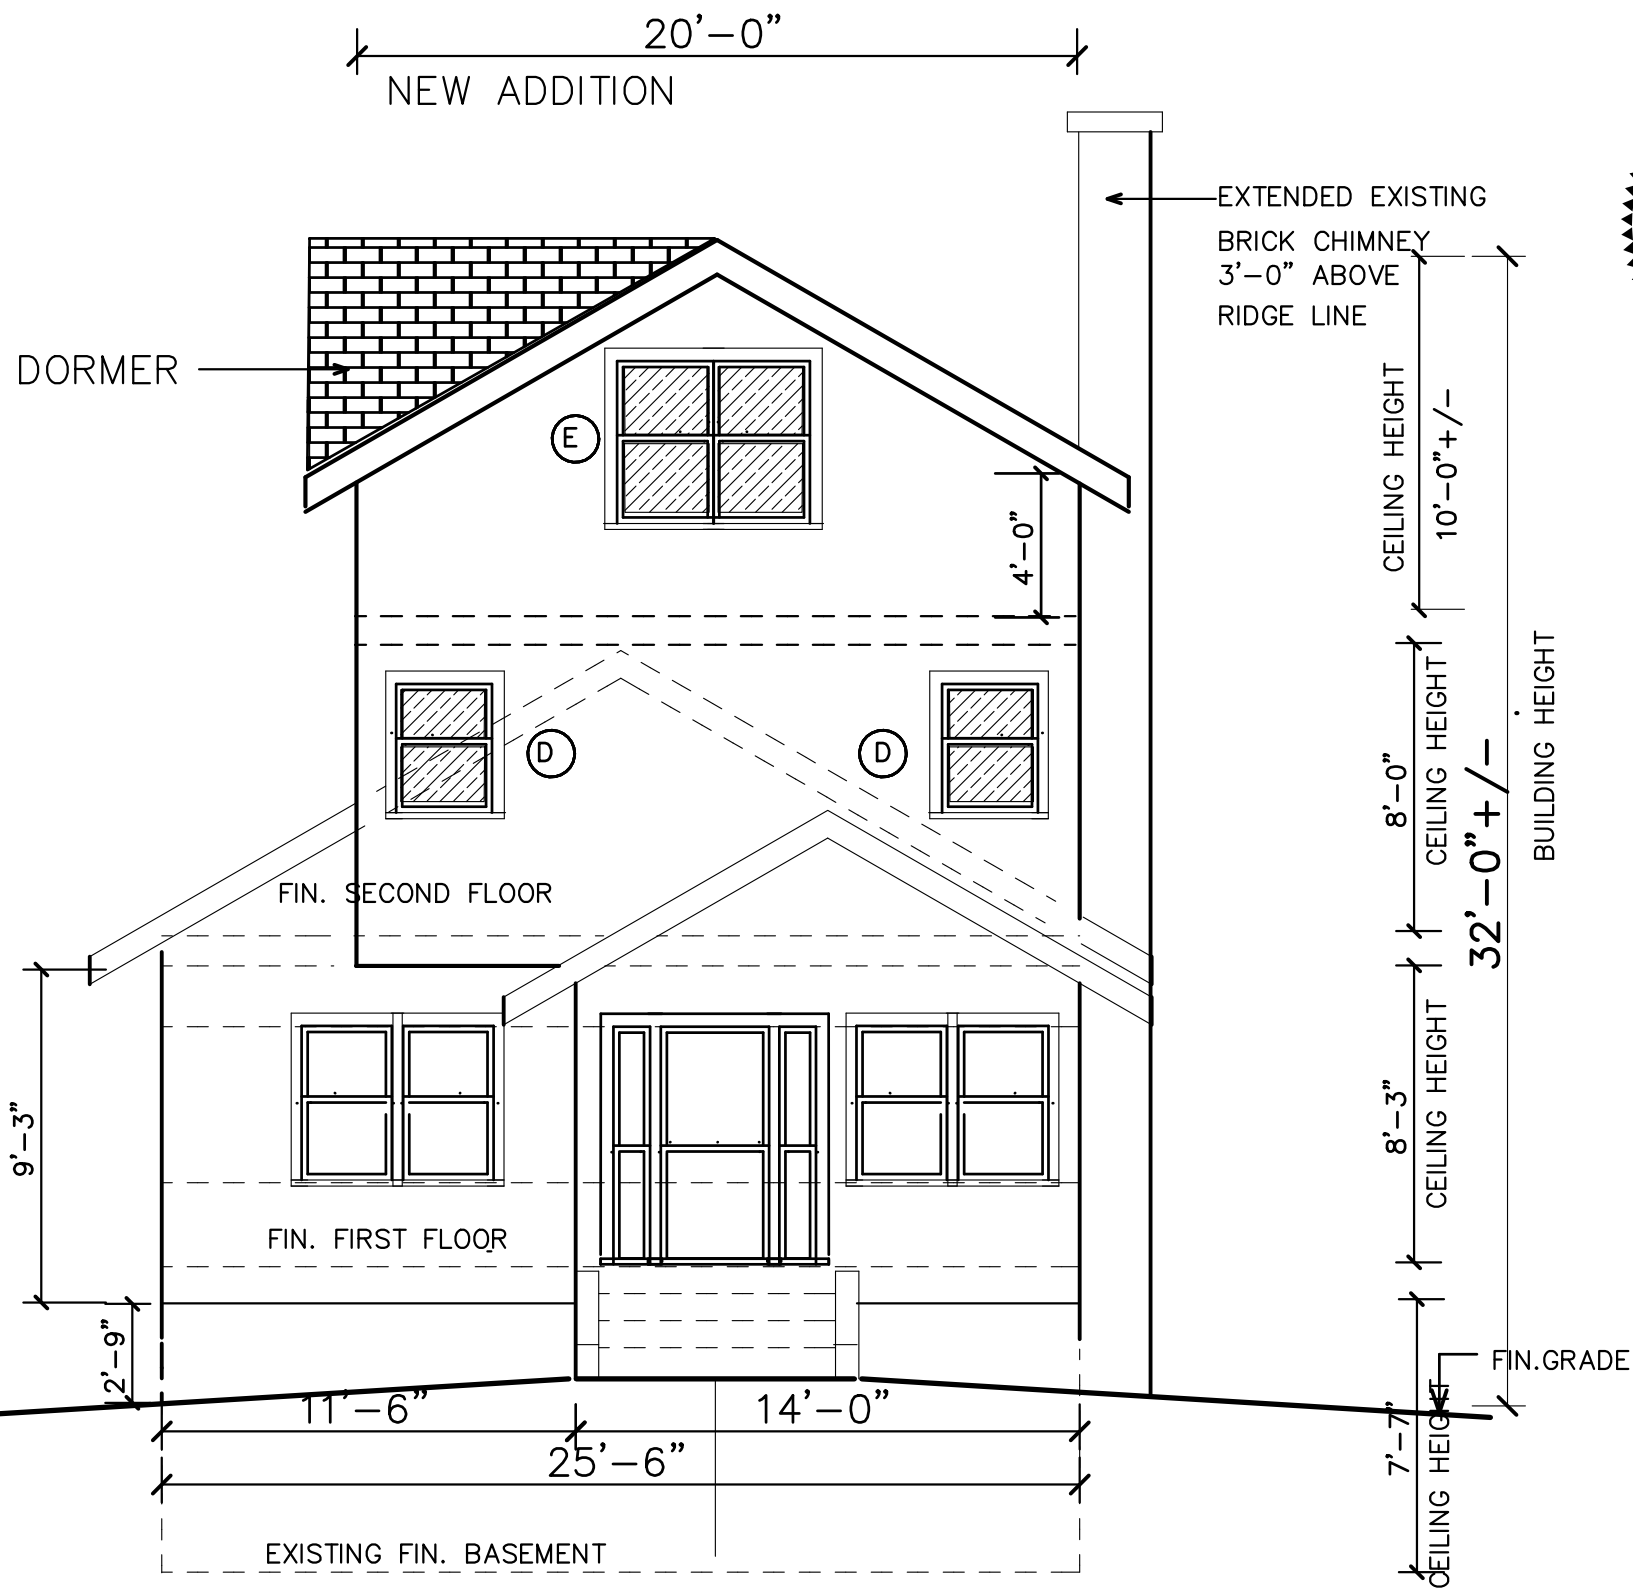 20'-0"
NEW ADDITION
EXTENDED EXISTING
BRICK CHIMNEY
3'-0" ABOVE
RIDGE LINE
DORMER
E
4'-0"
CEILING HEIGHT
10'-0"+/-
D
D
8'-0"
CEILING HEIGHT
32'-0"+/-
BUILDING HEIGHT
FIN. SECOND FLOOR
9'-3"
8'-3"
CEILING HEIGHT
FIN. FIRST FLOOR
2'-9"
FIN.GRADE
11'-6"
14'-0"
7'-7"
CEILING HEIGHT
25'-6"
EXISTING FIN. BASEMENT